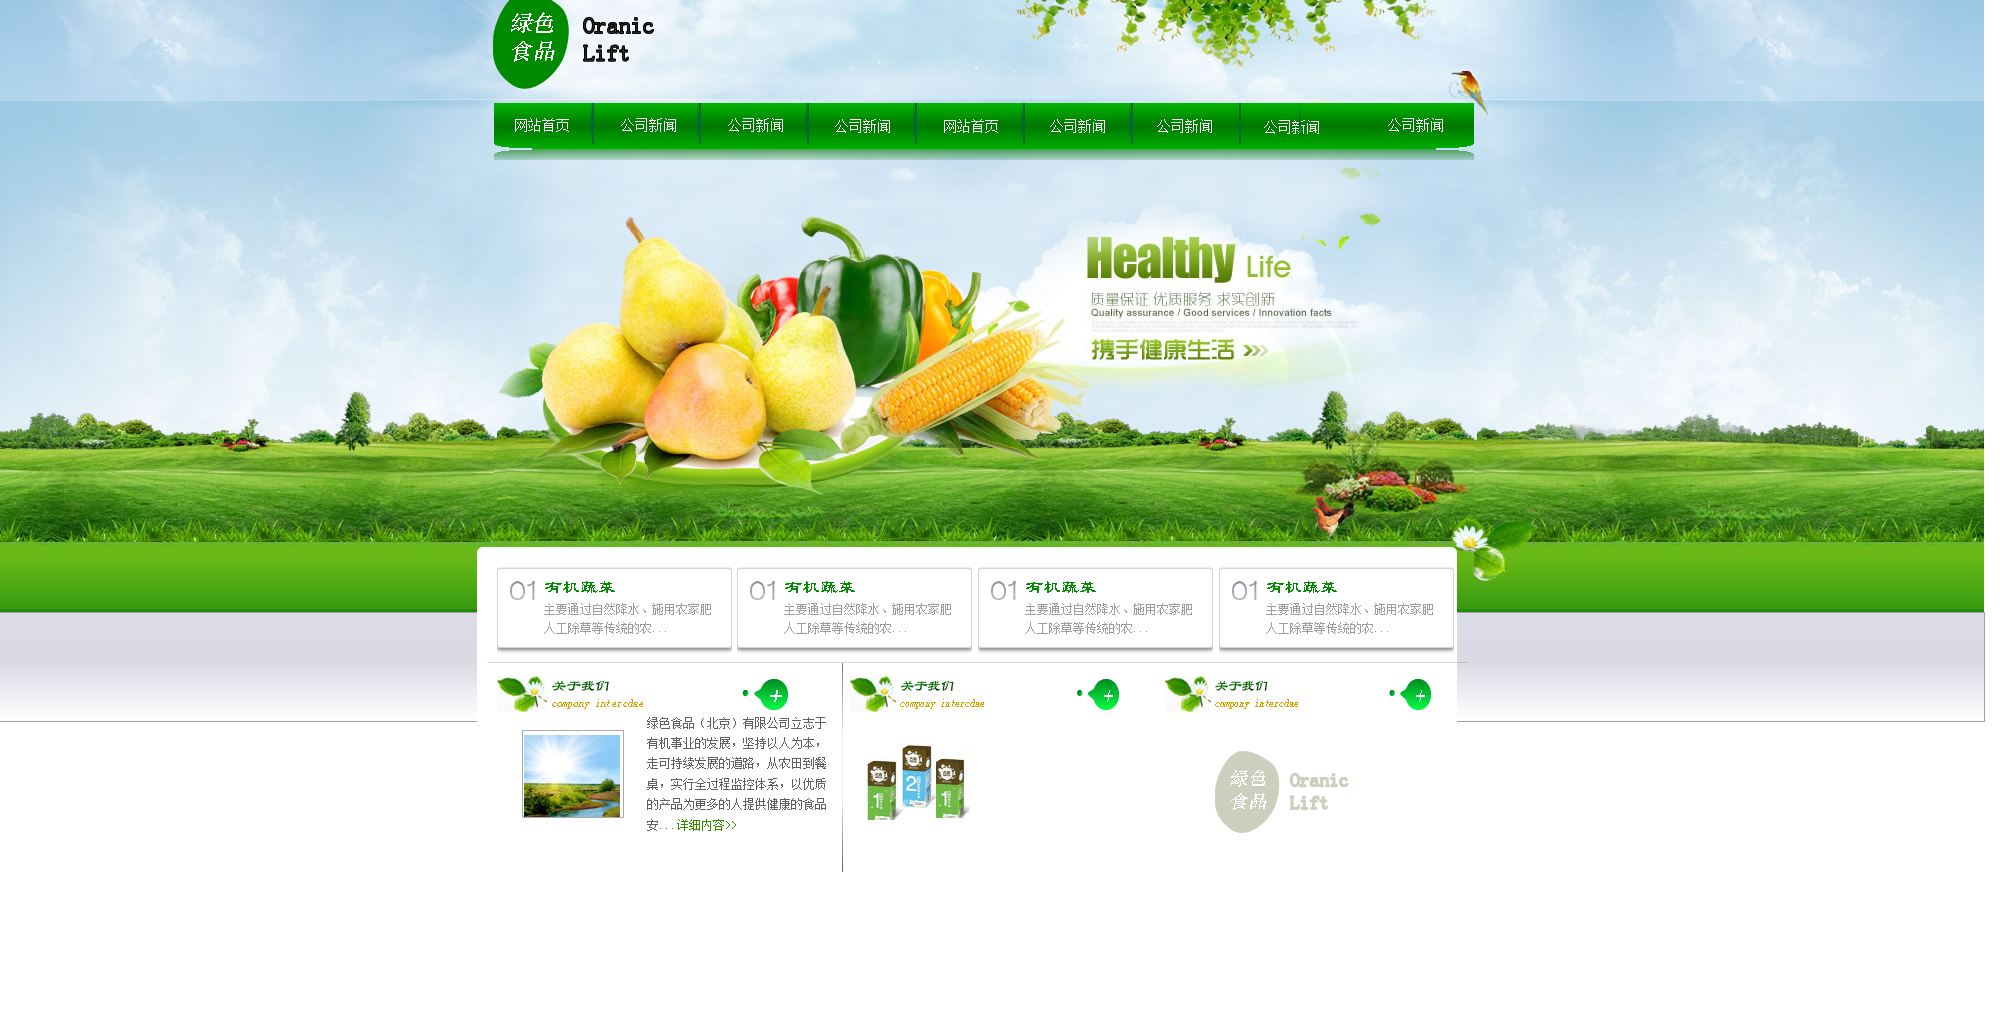 绿色
食品
Oranic
Lift
网站首页 公司新闻 公司新闻 公司新闻 网站首页 公司新闻 公司新闻 公司新闻 公司新闻
Healthy Life
质量保证 优质服务 求实创新
Quality assurance / Good services / Innovation facts
携手健康生活
01 有机蔬菜
主要通过自然降水、施用农家肥
人工除草等传统的农...
01 有机蔬菜
主要通过自然降水、施用农家肥
人工除草等传统的农...
01 有机蔬菜
主要通过自然降水、施用农家肥
人工除草等传统的农...
01 有机蔬菜
主要通过自然降水、施用农家肥
人工除草等传统的农...
关于我们
compony intercdae
绿色食品（北京）有限公司立志于
有机事业的发展，坚持以人为本，
走可持续发展的道路，从农田到餐
桌，实行全过程监控体系，以优质
的产品为更多的人提供健康的食品
安...详细内容>>
关于我们
compony intercdae
1
2
1
关于我们
compony intercdae
绿色
食品
Oranic
Lift